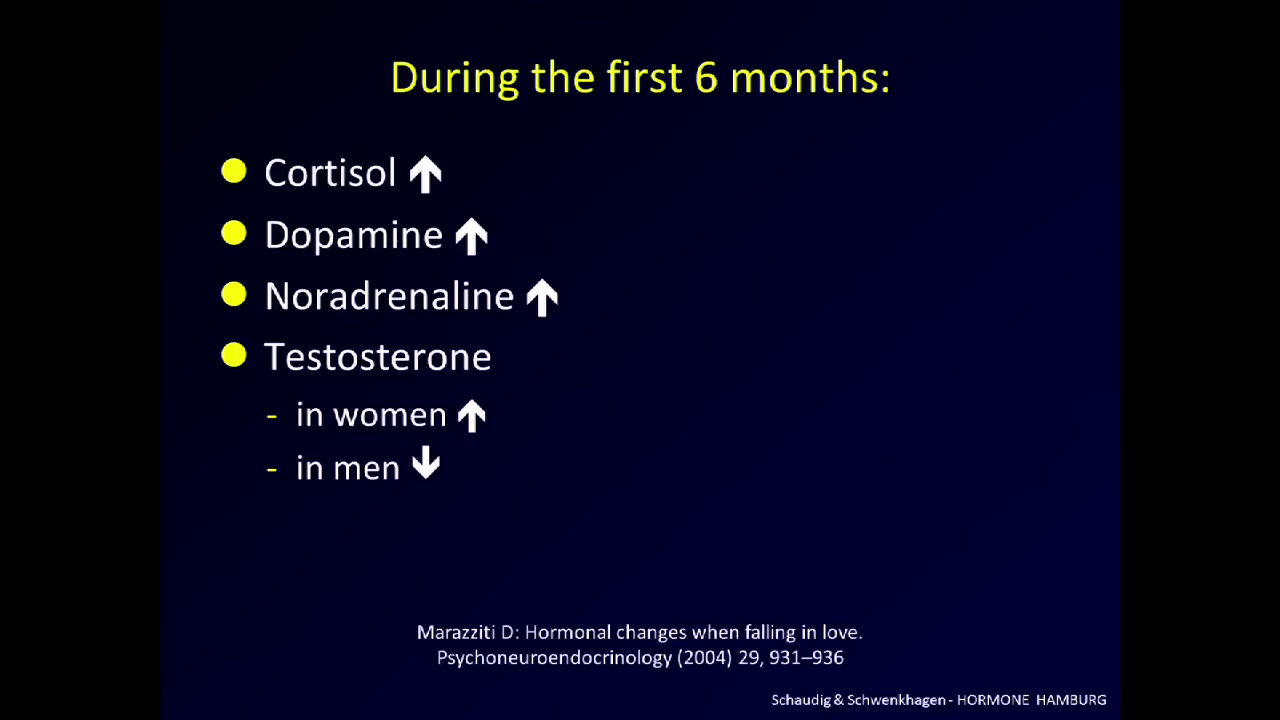 During the first 6 months:
Cortisol ↑
Dopamine ↑
Noradrenaline ↑
Testosterone
- in women ↑
- in men ↓
Marazziti D: Hormonal changes when falling in love.
Psychoneuroendocrinology (2004) 29, 931–936
Schaudig & Schwenkhagen - HORMONE HAMBURG